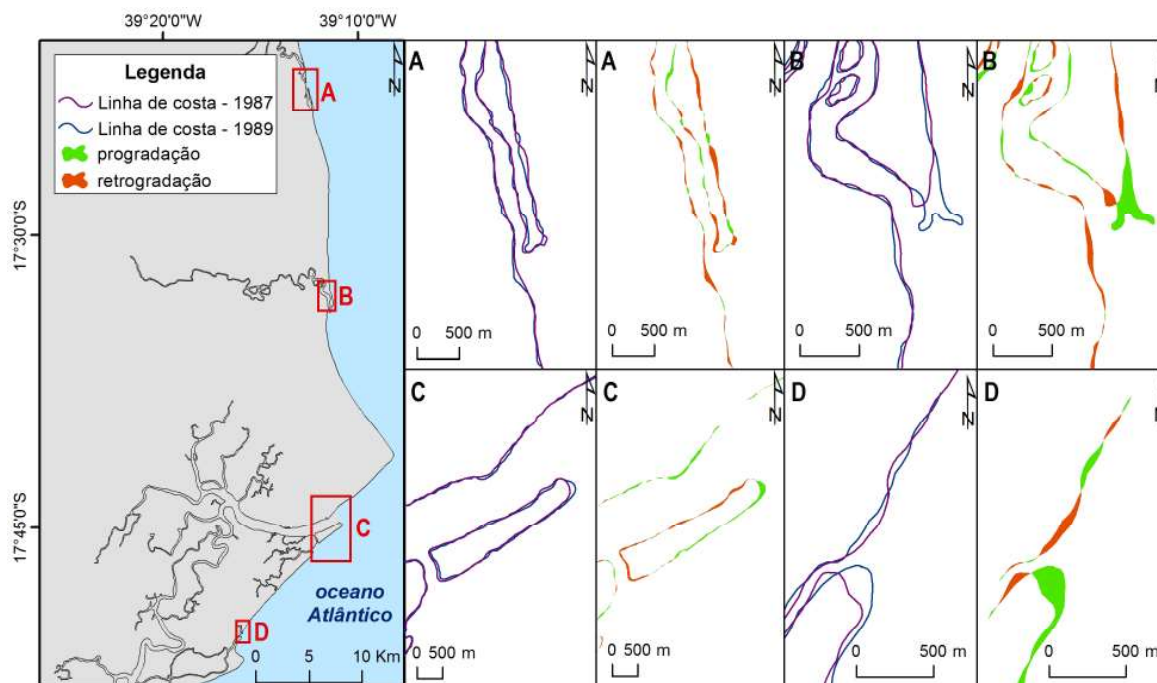 39°20'0"W
39°10'0"W
Legenda
Linha de costa - 1987
Linha de costa - 1989
progradação
retrogradação
17°30'0"S
17°45'0"S
A
B
C
D
oceano
Atlântico
0 5 10 Km
A
N
0 500 m
A
N
0 500 m
B
N
0 500 m
B
N
0 500 m
C
N
0 500 m
C
N
0 500 m
D
N
0 500 m
D
N
0 500 m